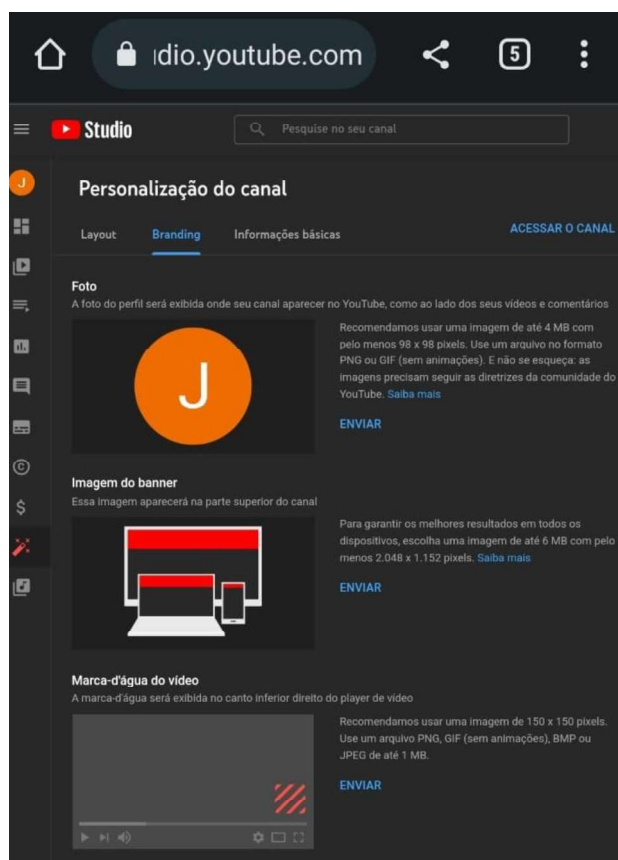 idio.youtube.com
5
Studio
Pesquise no seu canal
J
Personalização do canal
Layout Branding Informações básicas ACESSAR O CANAL
Foto
A foto do perfil será exibida onde seu canal aparecer no YouTube, como ao lado dos seus vídeos e comentários
J
Recomendamos usar uma imagem de até 4 MB com
pelo menos 98 x 98 pixels. Use um arquivo no formato
PNG ou GIF (sem animações). E não se esqueça: as
imagens precisam seguir as diretrizes da comunidade do
YouTube. Saiba mais
ENVIAR
Imagem do banner
Essa imagem aparecerá na parte superior do canal
Para garantir os melhores resultados em todos os
dispositivos, escolha uma imagem de até 6 MB com pelo
menos 2.048 x 1.152 pixels. Saiba mais
ENVIAR
Marca-d'água do vídeo
A marca-d'água será exibida no canto inferior direito do player de vídeo
Recomendamos usar uma imagem de 150 x 150 pixels.
Use um arquivo PNG, GIF (sem animações), BMP ou
JPEG de até 1 MB.
ENVIAR